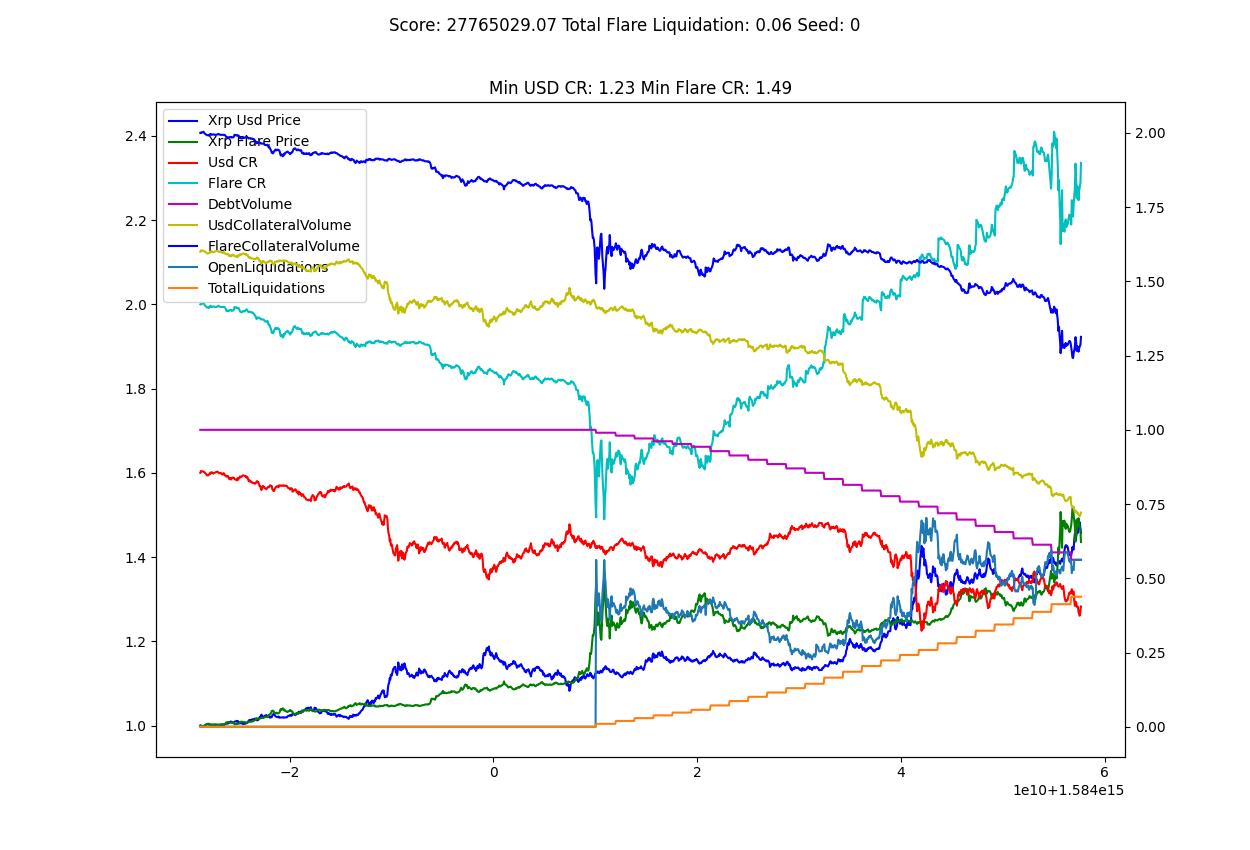 Score: 27765029.07 Total Flare Liquidation: 0.06 Seed: 0
Min USD CR: 1.23 Min Flare CR: 1.49
Xrp Usd Price
Xrp Flare Price
Usd CR
Flare CR
DebtVolume
UsdCollateralVolume
FlareCollateralVolume
OpenLiquidations
TotalLiquidations
2.4
2.2
2.0
1.8
1.6
1.4
1.2
1.0
2.00
1.75
1.50
1.25
1.00
0.75
0.50
0.25
0.00
−2 0 2 4 6
1e10+1.584e15